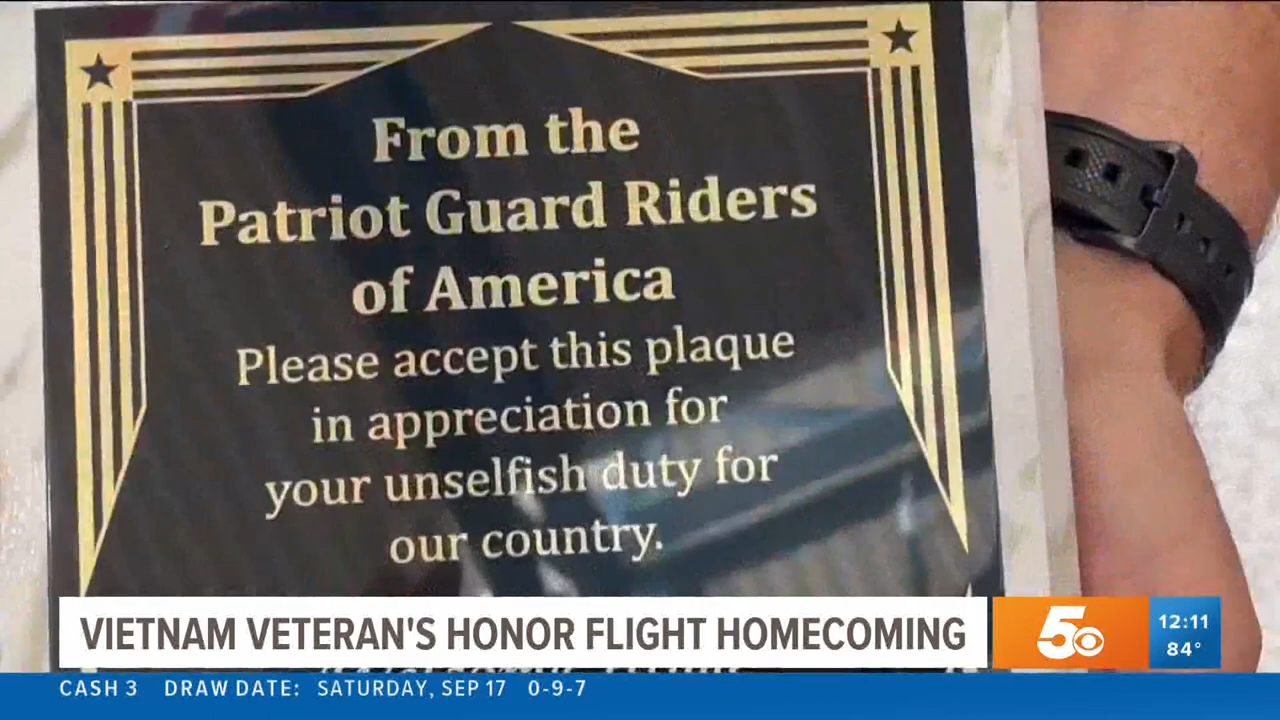 From the
Patriot Guard Riders
of America
Please accept this plaque
in appreciation for
your unselfish duty for
our country.
VIETNAM VETERAN'S HONOR FLIGHT HOMECOMING
5
12:11
84°
CASH 3 DRAW DATE: SATURDAY, SEP 17 0-9-7